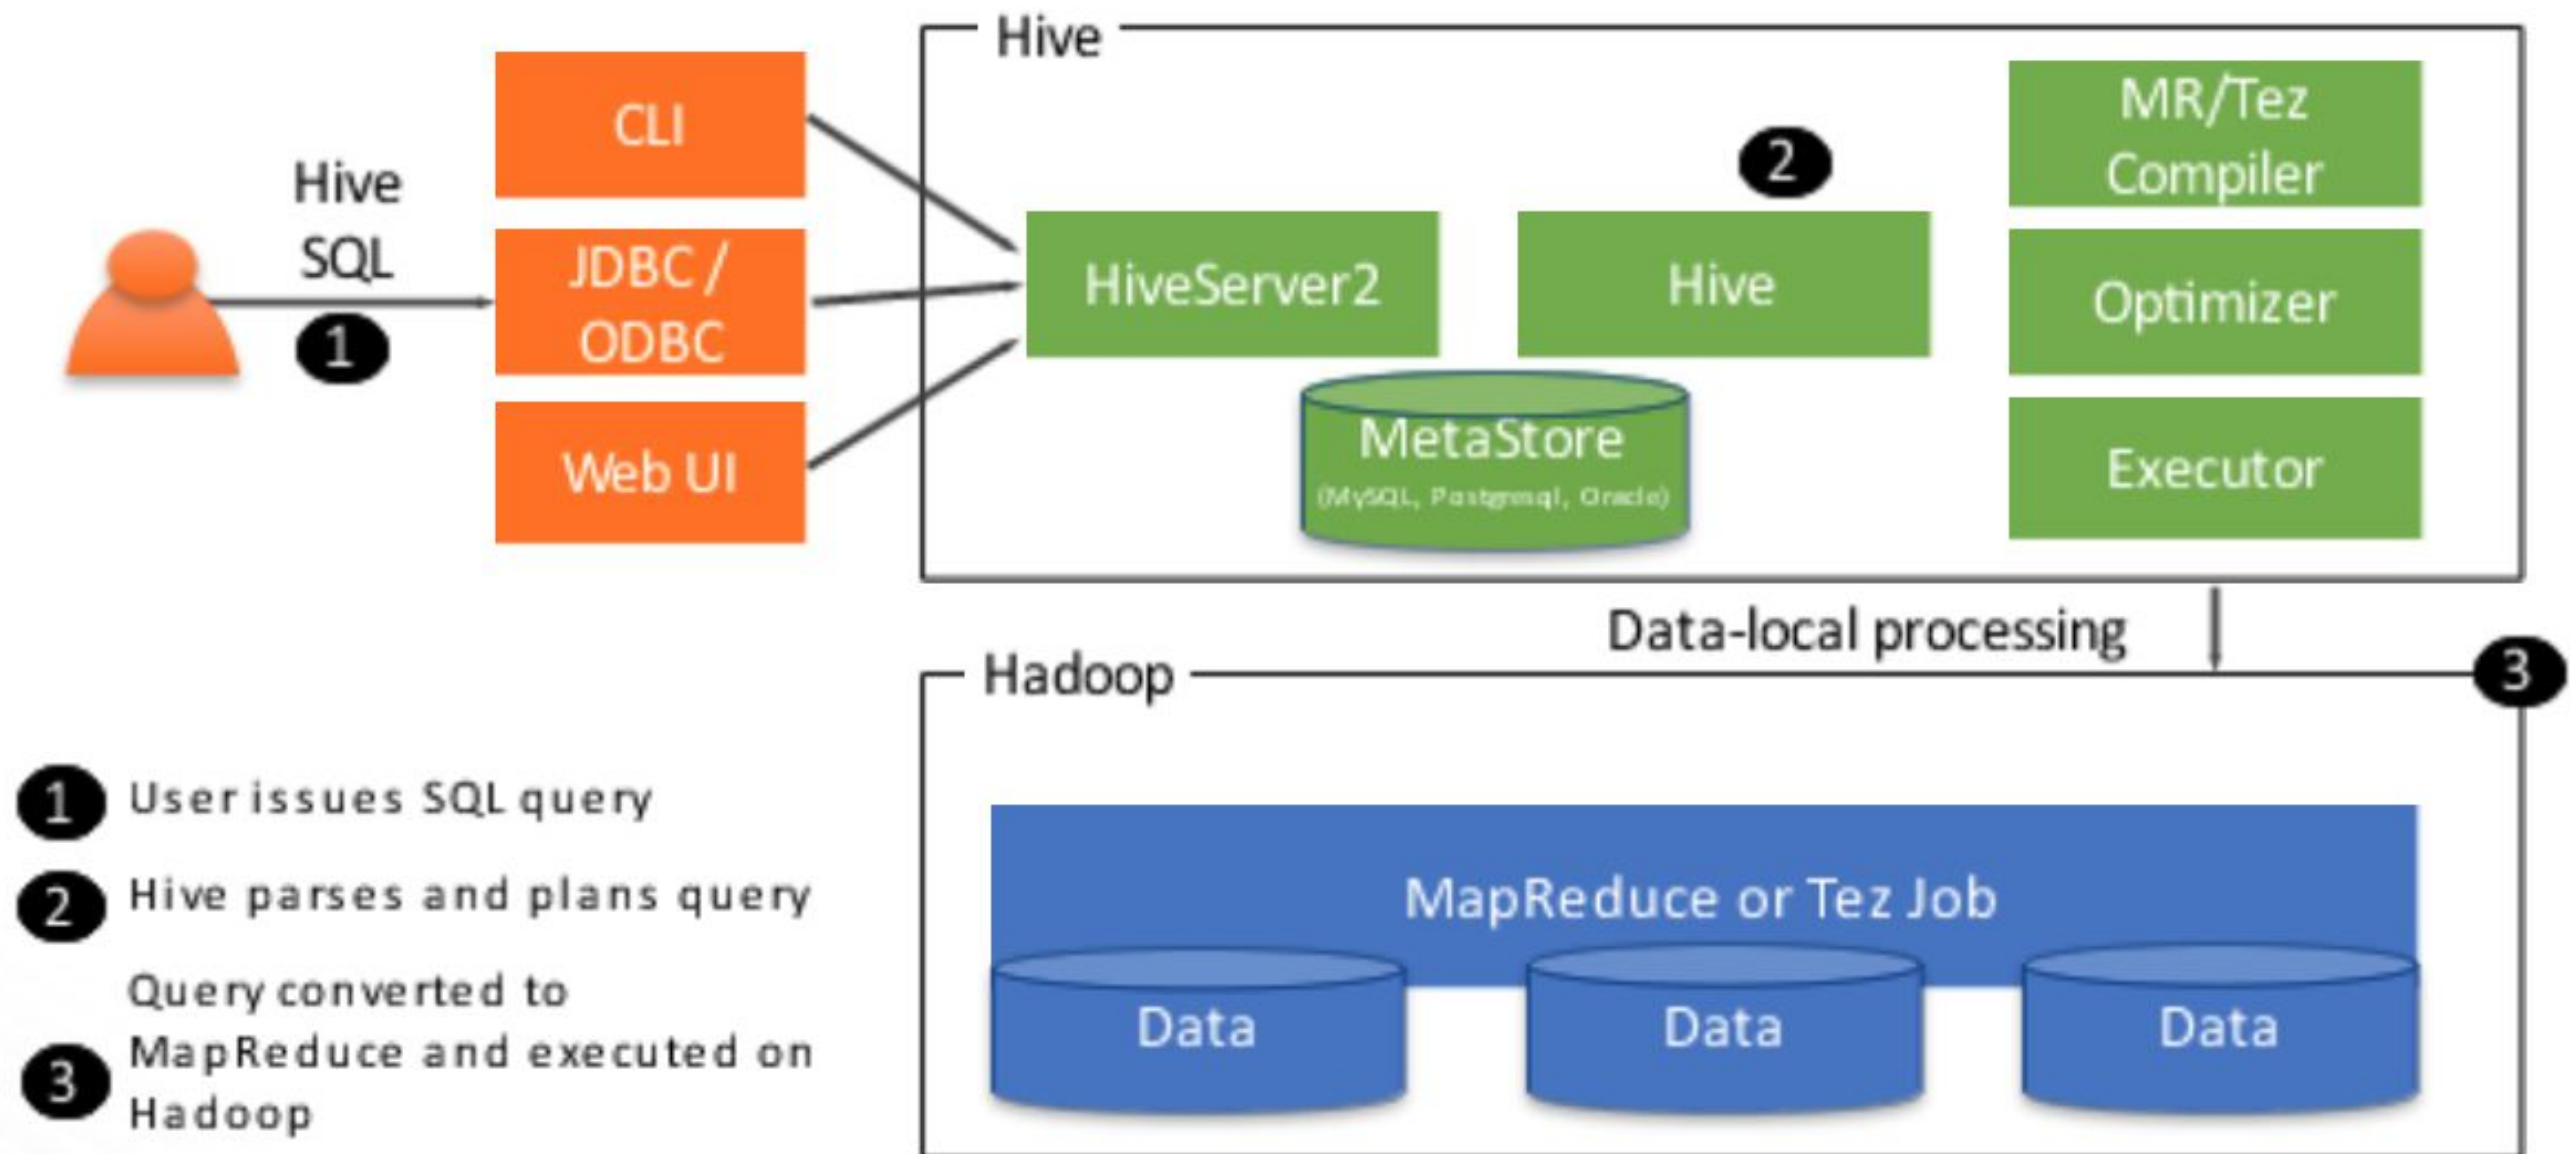 Hive
CLI
MR/Tez
Compiler
2
Hive
SQL
JDBC /
ODBC
HiveServer2
Hive
Optimizer
1
MetaStore
(MySQL, Postgresql, Oracle)
Web UI
Executor
Data-local processing
Hadoop
3
1 User issues SQL query
2 Hive parses and plans query
Query converted to
3 MapReduce and executed on
Hadoop
MapReduce or Tez Job
Data
Data
Data